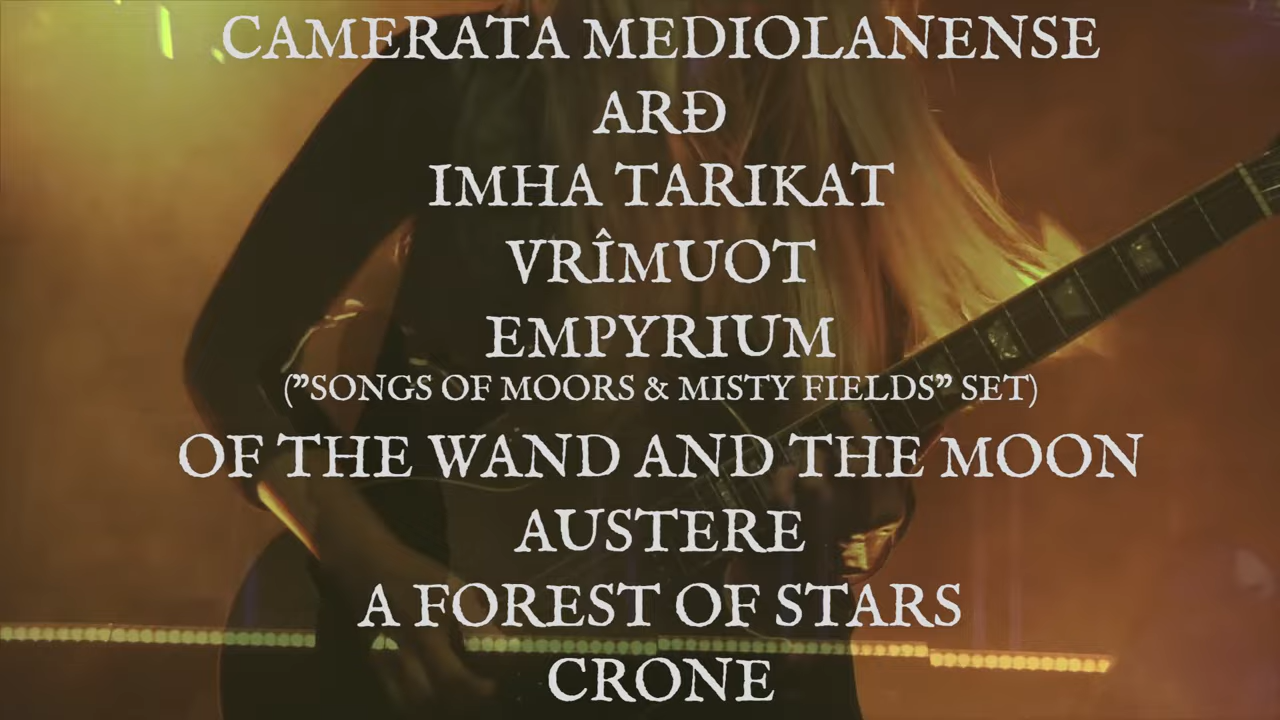 CAMERATA MEDIOLANENSE
ARÐ
IMHA TARIKAT
VRÎMUOT
EMPYRIUM
("SONGS OF MOORS & MISTY FIELDS" SET)
OF THE WAND AND THE MOON
AUSTERE
A FOREST OF STARS
CRONE